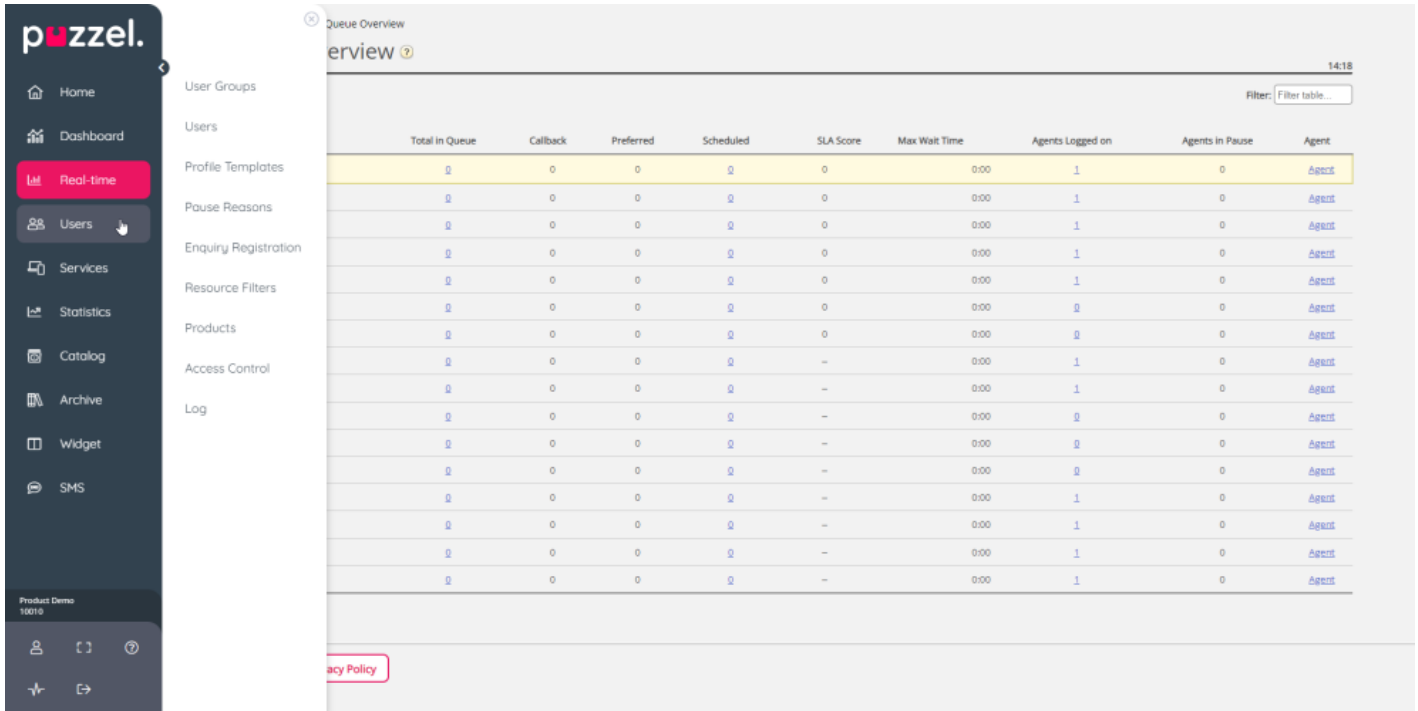 puzzel.
Home
Dashboard
Real-time
Users
Services
Statistics
Catalog
Archive
Widget
SMS
Product Demo
10010
User Groups
Users
Profile Templates
Pause Reasons
Enquiry Registration
Resource Filters
Products
Access Control
Log
Queue Overview
erview ?
14:18
Filter: Filter table...
Total in Queue Callback Preferred Scheduled SLA Score Max Wait Time Agents Logged on Agents in Pause Agent
0 0 0 0 0 0:00 1 0 Agent
0 0 0 0 0 0:00 1 0 Agent
0 0 0 0 0 0:00 1 0 Agent
0 0 0 0 0 0:00 1 0 Agent
0 0 0 0 0 0:00 1 0 Agent
0 0 0 0 0 0:00 0 0 Agent
0 0 0 0 0 0:00 0 0 Agent
0 0 0 0 – 0:00 1 0 Agent
0 0 0 0 – 0:00 1 0 Agent
0 0 0 0 – 0:00 0 0 Agent
0 0 0 0 – 0:00 0 0 Agent
0 0 0 0 – 0:00 0 0 Agent
0 0 0 0 – 0:00 1 0 Agent
0 0 0 0 – 0:00 1 0 Agent
0 0 0 0 – 0:00 1 0 Agent
0 0 0 0 – 0:00 1 0 Agent
acy Policy